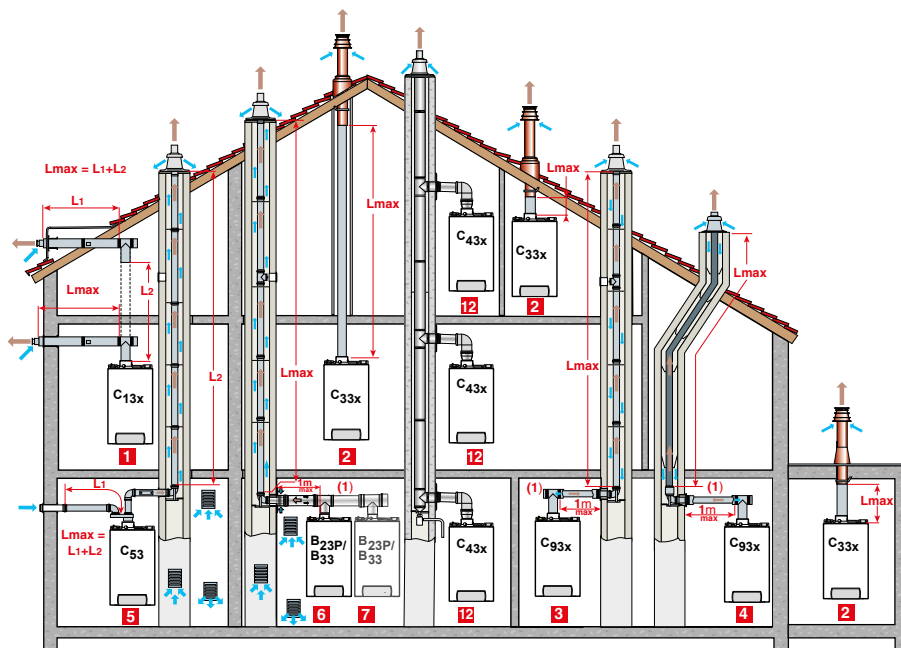 Lmax = L1+L2
L1
Lmax
L2
C13x
1
L2
Lmax
Lmax
C33x
2
C43x
12
Lmax
C33x
2
C43x
12
Lmax
Lmax
L1
Lmax =
L1+L2
C53
5
1m
max
(1)
B23P/
B33
6
B23P/
B33
7
C43x
12
(1)
1m
max
C93x
3
(1)
1m
max
C93x
4
Lmax
C33x
2